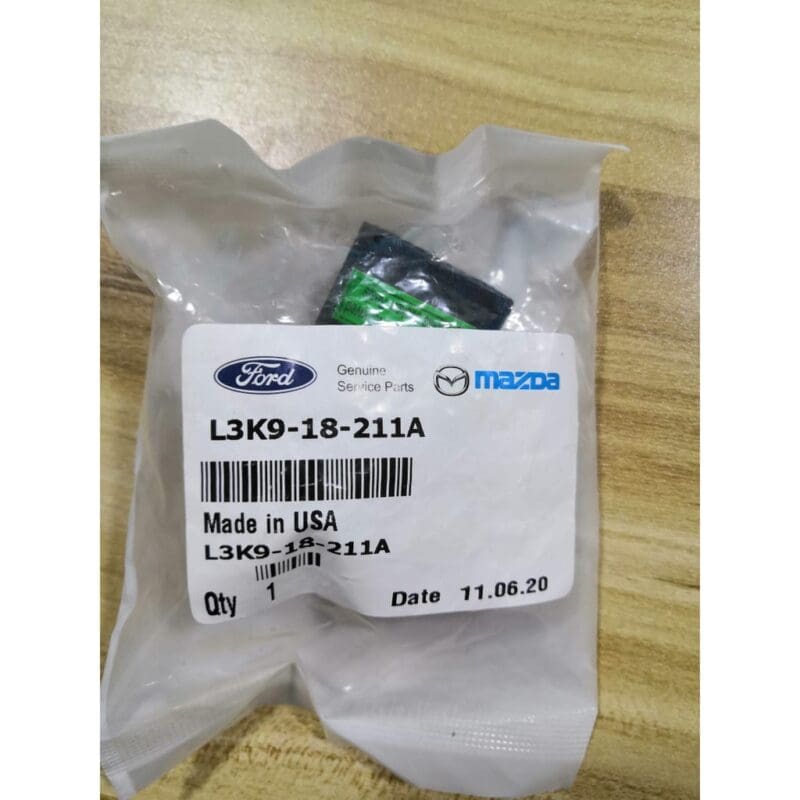 Ford
Genuine
Service Parts
mazda
L3K9-18-211A
Made in USA
L3K9-18-211A
Qty 1
Date 11.06.20